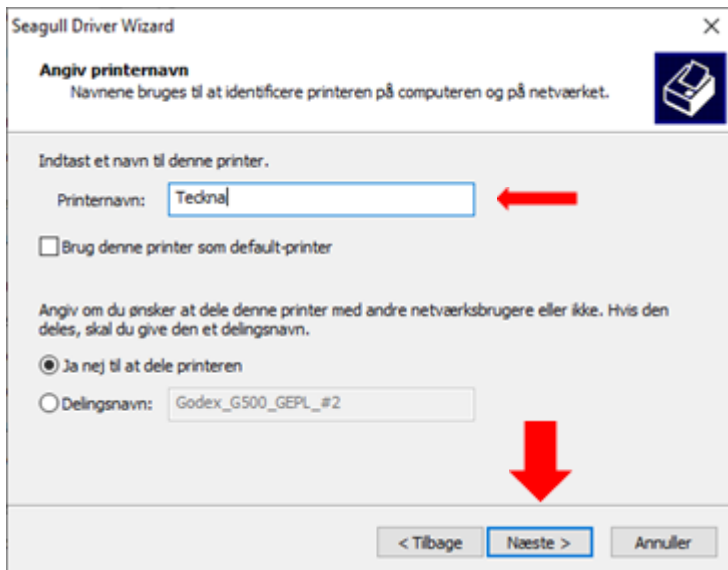 Seagull Driver Wizard
Angiv printernavn
Navnene bruges til at identificere printeren på computeren og på netværket.
Indtast et navn til denne printer.
Printernavn: Teckna
Brug denne printer som default-printer
Angiv om du ønsker at dele denne printer med andre netværksbrugere eller ikke. Hvis den
deles, skal du give den et delingsnavn.
Ja nej til at dele printeren
Delingsnavn: Godex_G500_GEPL_#2
< Tilbage Næste > Annuller